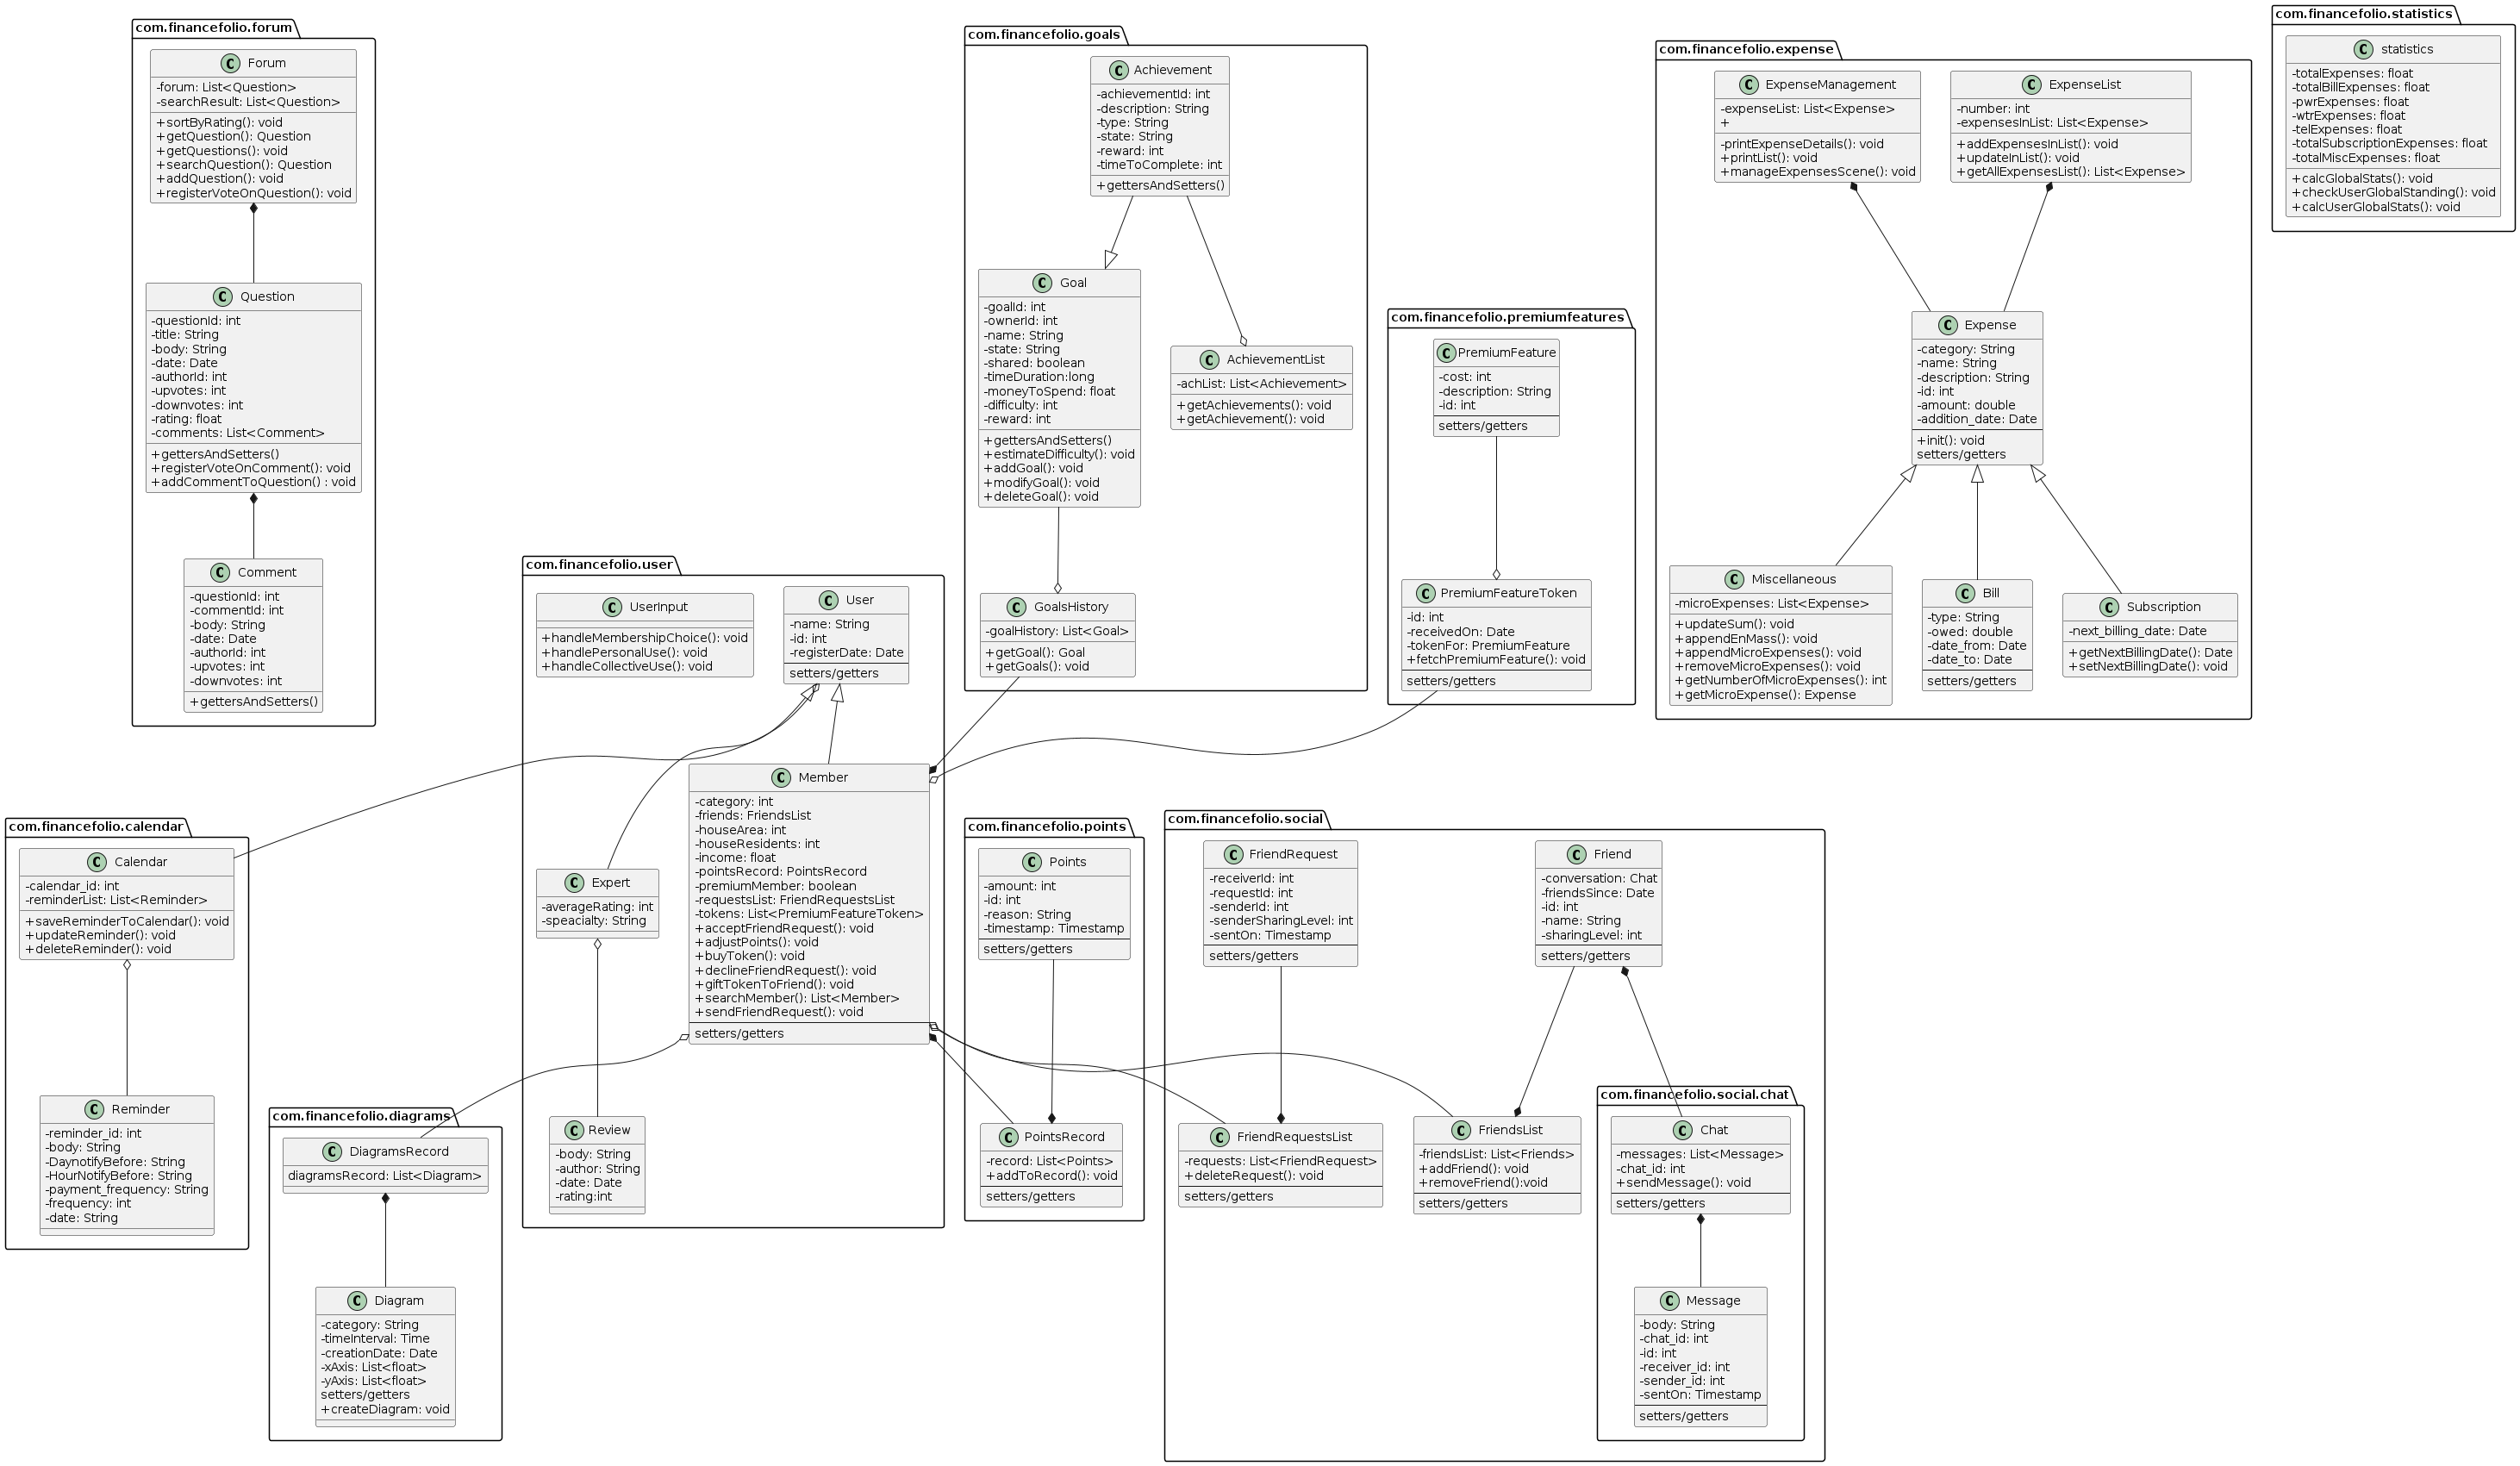 com.financefolio.forum
Forum
-forum: List<Question>
-searchResult: List<Question>
+sortByRating(): void
+getQuestion(): Question
+getQuestions(): void
+searchQuestion(): Question
+addQuestion(): void
+registerVoteOnQuestion(): void
Question
-questionId: int
-title: String
-body: String
-date: Date
-authorId: int
-upvotes: int
-downvotes: int
-rating: float
-comments: List<Comment>
+gettersAndSetters()
+registerVoteOnComment(): void
+addCommentToQuestion() : void
Comment
-questionId: int
-commentId: int
-body: String
-date: Date
-authorId: int
-upvotes: int
-downvotes: int
+gettersAndSetters()
com.financefolio.goals
Achievement
-achievementId: int
-description: String
-type: String
-state: String
-reward: int
-timeToComplete: int
+gettersAndSetters()
Goal
-goalId: int
-ownerId: int
-name: String
-state: String
-shared: boolean
-timeDuration:long
-moneyToSpend: float
-difficulty: int
-reward: int
+gettersAndSetters()
+estimateDifficulty(): void
+addGoal(): void
+modifyGoal(): void
+deleteGoal(): void
AchievementList
-achList: List<Achievement>
+getAchievements(): void
+getAchievement(): void
GoalsHistory
-goalHistory: List<Goal>
+getGoal(): Goal
+getGoals(): void
com.financefolio.premiumfeatures
PremiumFeature
-cost: int
-description: String
-id: int
setters/getters
PremiumFeatureToken
-id: int
-receivedOn: Date
-tokenFor: PremiumFeature
+fetchPremiumFeature(): void
setters/getters
com.financefolio.expense
ExpenseManagement
-expenseList: List<Expense>
+
-printExpenseDetails(): void
+printList(): void
+manageExpensesScene(): void
ExpenseList
-number: int
-expensesInList: List<Expense>
+addExpensesInList(): void
+updateInList(): void
+getAllExpensesList(): List<Expense>
Expense
-category: String
-name: String
-description: String
-id: int
-amount: double
-addition_date: Date
+init(): void
setters/getters
Miscellaneous
-microExpenses: List<Expense>
+updateSum(): void
+appendEnMass(): void
+appendMicroExpenses(): void
+removeMicroExpenses(): void
+getNumberOfMicroExpenses(): int
+getMicroExpense(): Expense
Bill
-type: String
-owed: double
-date_from: Date
-date_to: Date
setters/getters
Subscription
-next_billing_date: Date
+getNextBillingDate(): Date
+setNextBillingDate(): void
com.financefolio.statistics
statistics
-totalExpenses: float
-totalBillExpenses: float
-pwrExpenses: float
-wtrExpenses: float
-telExpenses: float
-totalSubscriptionExpenses: float
-totalMiscExpenses: float
+calcGlobalStats(): void
+checkUserGlobalStanding(): void
+calcUserGlobalStats(): void
com.financefolio.user
UserInput
+handleMembershipChoice(): void
+handlePersonalUse(): void
+handleCollectiveUse(): void
User
-name: String
-id: int
-registerDate: Date
setters/getters
Member
-category: int
-friends: FriendsList
-houseArea: int
-houseResidents: int
-income: float
-pointsRecord: PointsRecord
-premiumMember: boolean
-requestsList: FriendRequestsList
-tokens: List<PremiumFeatureToken>
+acceptFriendRequest(): void
+adjustPoints(): void
+buyToken(): void
+declineFriendRequest(): void
+giftTokenToFriend(): void
+searchMember(): List<Member>
+sendFriendRequest(): void
setters/getters
Expert
-averageRating: int
-speacialty: String
Review
-body: String
-author: String
-date: Date
-rating:int
com.financefolio.calendar
Calendar
-calendar_id: int
-reminderList: List<Reminder>
+saveReminderToCalendar(): void
+updateReminder(): void
+deleteReminder(): void
Reminder
-reminder_id: int
-body: String
-DaynotifyBefore: String
-HourNotifyBefore: String
-payment_frequency: String
-frequency: int
-date: String
com.financefolio.diagrams
DiagramsRecord
diagramsRecord: List<Diagram>
Diagram
-category: String
-timeInterval: Time
-creationDate: Date
-xAxis: List<float>
-yAxis: List<float>
setters/getters
+createDiagram: void
com.financefolio.points
Points
-amount: int
-id: int
-reason: String
-timestamp: Timestamp
setters/getters
PointsRecord
-record: List<Points>
+addToRecord(): void
setters/getters
com.financefolio.social
FriendRequest
-receiverId: int
-requestId: int
-senderId: int
-senderSharingLevel: int
-sentOn: Timestamp
setters/getters
Friend
-conversation: Chat
-friendsSince: Date
-id: int
-name: String
-sharingLevel: int
setters/getters
FriendRequestsList
-requests: List<FriendRequest>
+deleteRequest(): void
setters/getters
FriendsList
-friendsList: List<Friends>
+addFriend(): void
+removeFriend():void
setters/getters
com.financefolio.social.chat
Chat
-messages: List<Message>
-chat_id: int
+sendMessage(): void
setters/getters
Message
-body: String
-chat_id: int
-id: int
-receiver_id: int
-sender_id: int
-sentOn: Timestamp
setters/getters